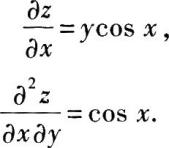 ∂z/∂x = y cos x ,
∂²z/∂x∂y = cos x.